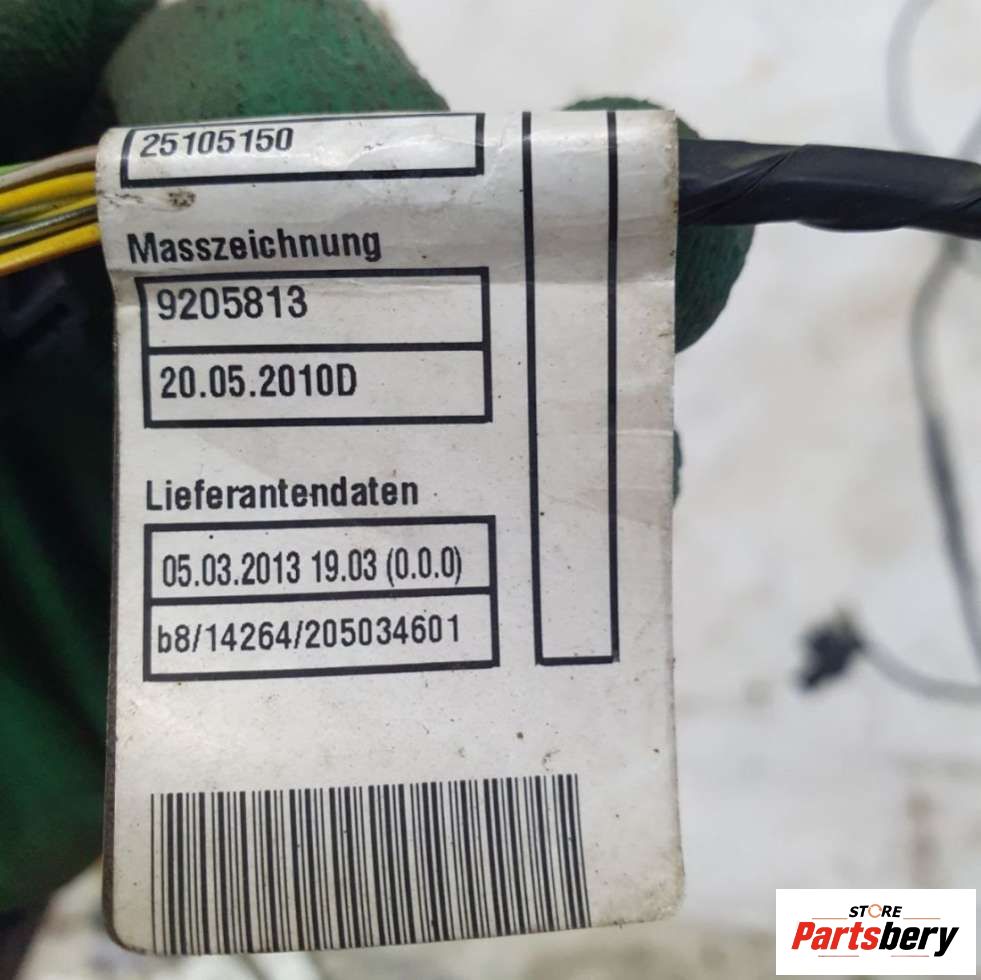 25105150
Masszeichnung
9205813
20.05.2010D
Lieferantendaten
05.03.2013 19.03 (0.0.0)
b8/14264/205034601
STORE
Partsbery